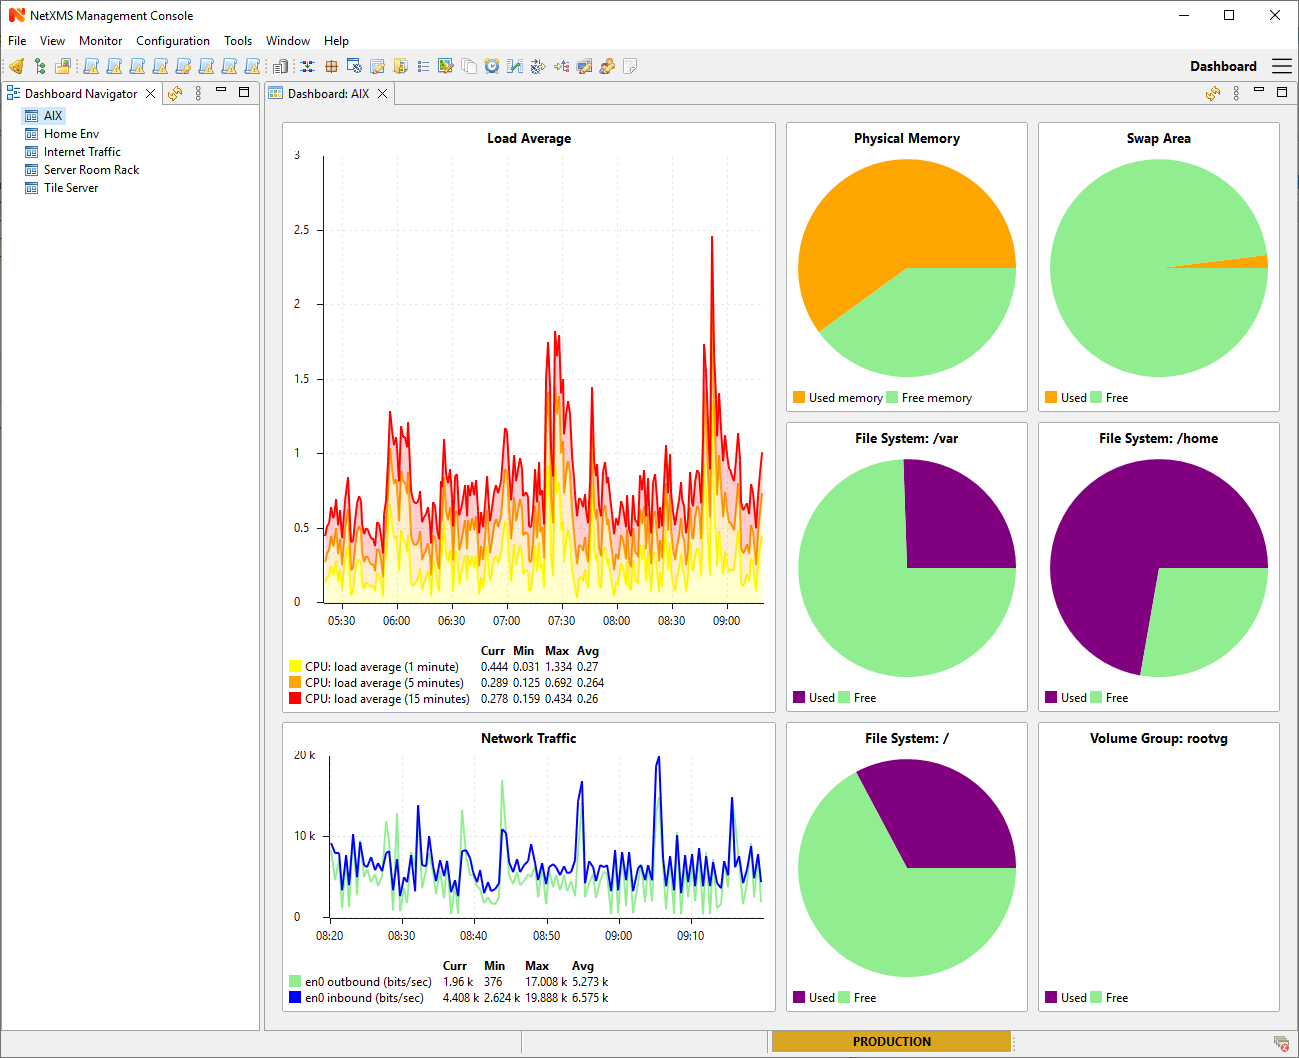 NetXMS Management Console
File View Monitor Configuration Tools Window Help
Dashboard
Dashboard Navigator
AIX
Home Env
Internet Traffic
Server Room Rack
Tile Server
Dashboard: AIX
Load Average
3
2.5
2
1.5
1
0.5
0
05:30 06:00 06:30 07:00 07:30 08:00 08:30 09:00
Curr Min Max Avg
CPU: load average (1 minute) 0.444 0.031 1.334 0.27
CPU: load average (5 minutes) 0.289 0.125 0.692 0.264
CPU: load average (15 minutes) 0.278 0.159 0.434 0.26
Physical Memory
Used memory Free memory
Swap Area
Used Free
File System: /var
Used Free
File System: /home
Used Free
Network Traffic
20 k
10 k
0
08:20 08:30 08:40 08:50 09:00 09:10
Curr Min Max Avg
en0 outbound (bits/sec) 1.96 k 376 17.008 k 5.273 k
en0 inbound (bits/sec) 4.408 k 2.624 k 19.888 k 6.575 k
File System: /
Used Free
Volume Group: rootvg
Used Free
PRODUCTION